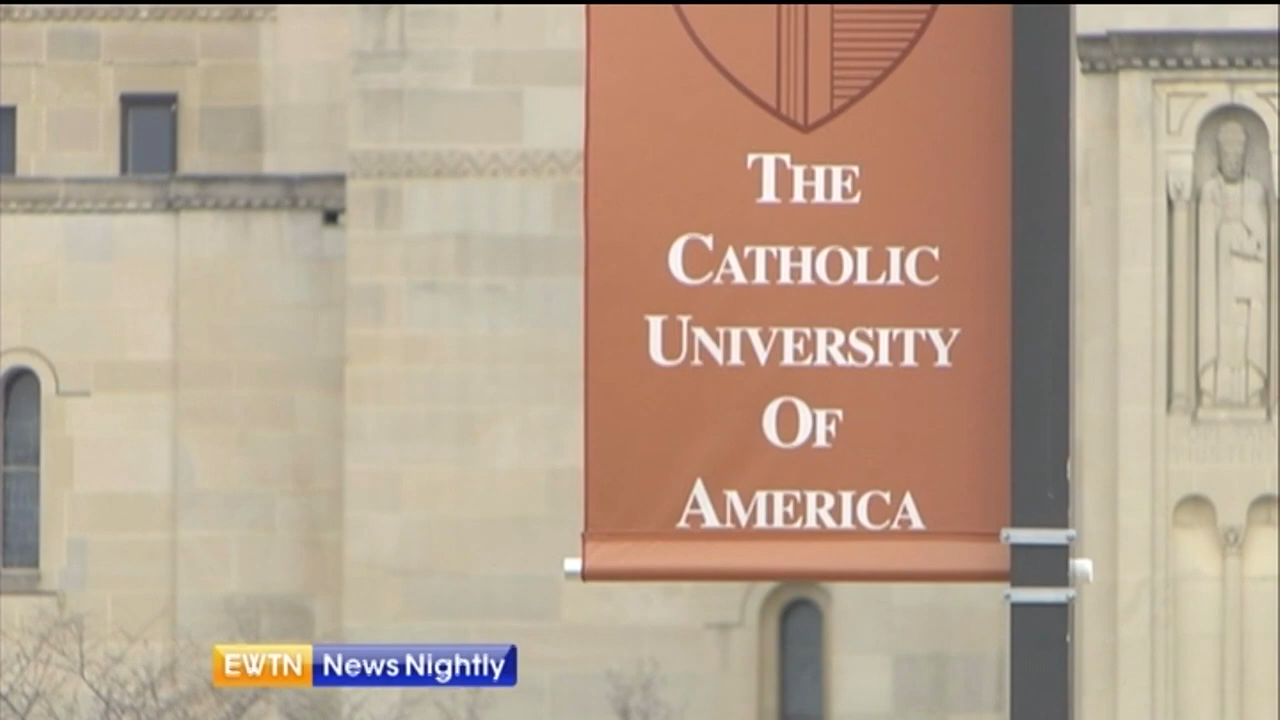 THE
CATHOLIC
UNIVERSITY
OF
AMERICA
EWTN News Nightly